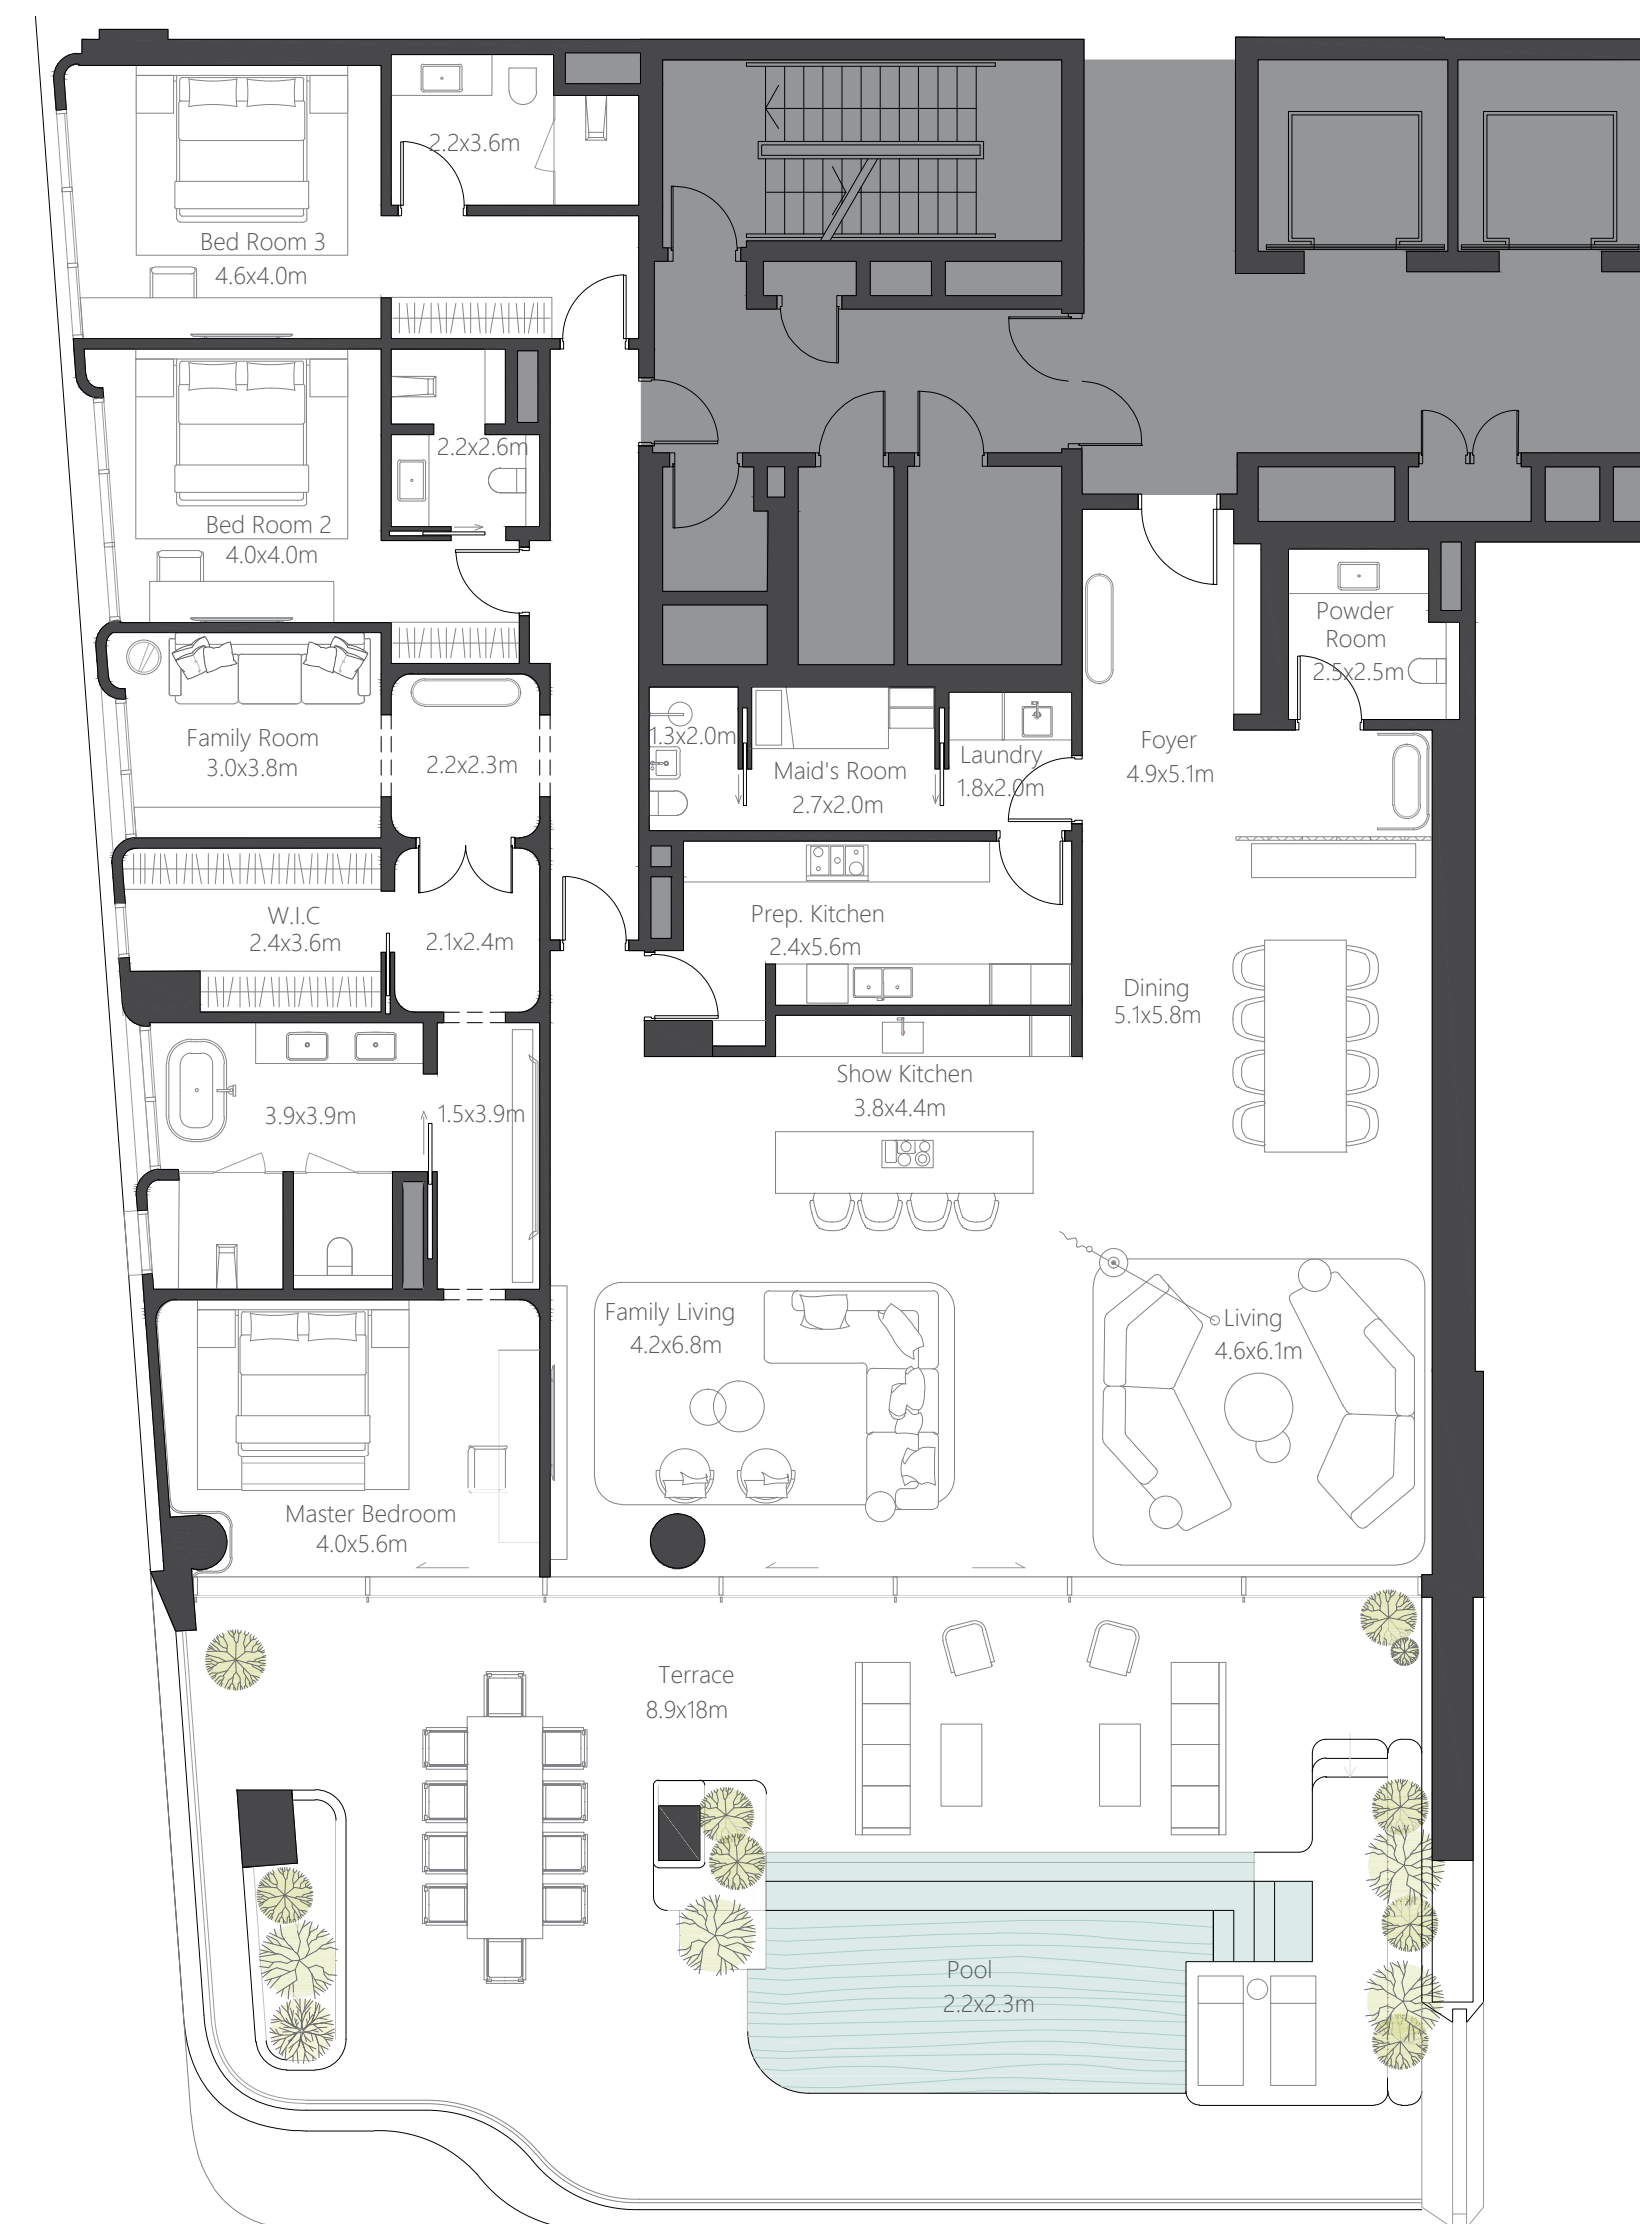 2.2x3.6m
Bed Room 3
4.6x4.0m
2.2x2.6m
Bed Room 2
4.0x4.0m
Powder
Room
2.5x2.5m
Family Room
3.0x3.8m
2.2x2.3m
1.3x2.0m
Maid's Room
2.7x2.0m
Laundry
1.8x2.0m
Foyer
4.9x5.1m
W.I.C
2.4x3.6m
2.1x2.4m
Prep. Kitchen
2.4x5.6m
Dining
5.1x5.8m
Show Kitchen
3.8x4.4m
3.9x3.9m
1.5x3.9m
Family Living
4.2x6.8m
Living
4.6x6.1m
Master Bedroom
4.0x5.6m
Terrace
8.9x18m
Pool
2.2x2.3m